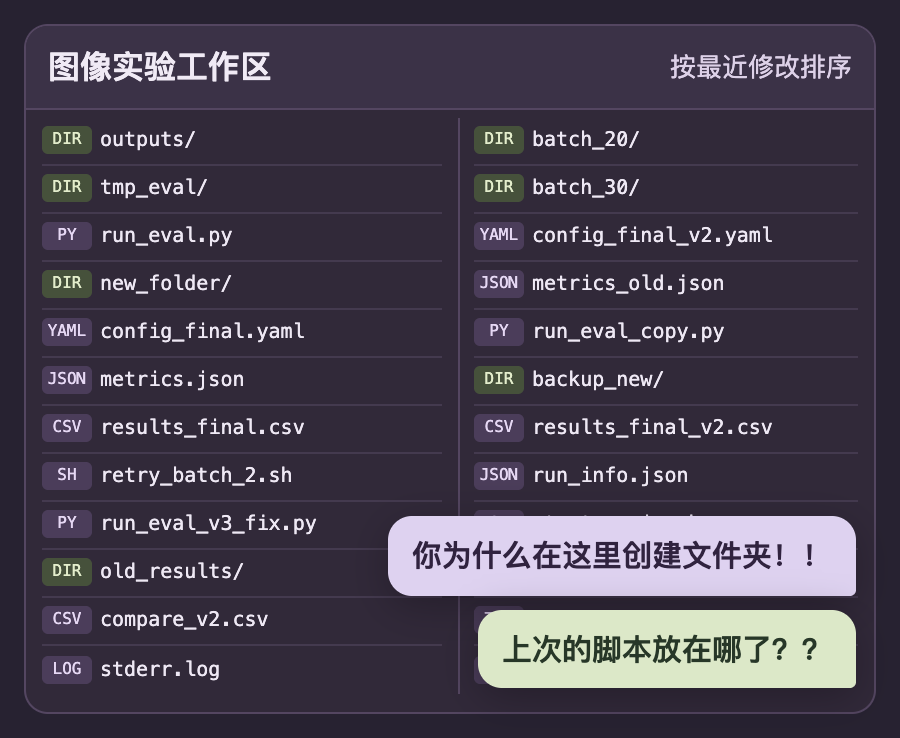 图像实验工作区
按最近修改排序
DIR outputs/
DIR tmp_eval/
PY run_eval.py
DIR new_folder/
YAML config_final.yaml
JSON metrics.json
CSV results_final.csv
SH retry_batch_2.sh
PY run_eval_v3_fix.py
DIR old_results/
CSV compare_v2.csv
LOG stderr.log
DIR batch_20/
DIR batch_30/
YAML config_final_v2.yaml
JSON metrics_old.json
PY run_eval_copy.py
DIR backup_new/
CSV results_final_v2.csv
JSON run_info.json
你为什么在这里创建文件夹！！
上次的脚本放在哪了？？